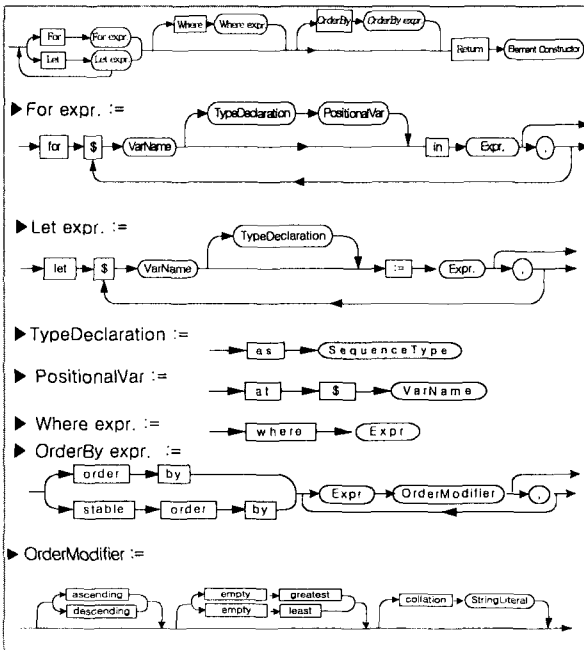 For For expr. Where Where expr. OrderBy OrderBy expr.
Let Let expr. Return Element Constructor
▶ For expr. :=
TypeDeclaration PositionalVar
for $ VarName in Expr. ,
▶ Let expr. :=
TypeDeclaration
let $ VarName := Expr. ,
▶ TypeDeclaration :=
as SequenceType
▶ PositionalVar :=
at $ VarName
▶ Where expr. :=
where Expr
▶ OrderBy expr. :=
order by
Expr OrderModifier ,
stable order by
▶ OrderModifier :=
ascending empty greatest collation StringLiteral
descending empty least